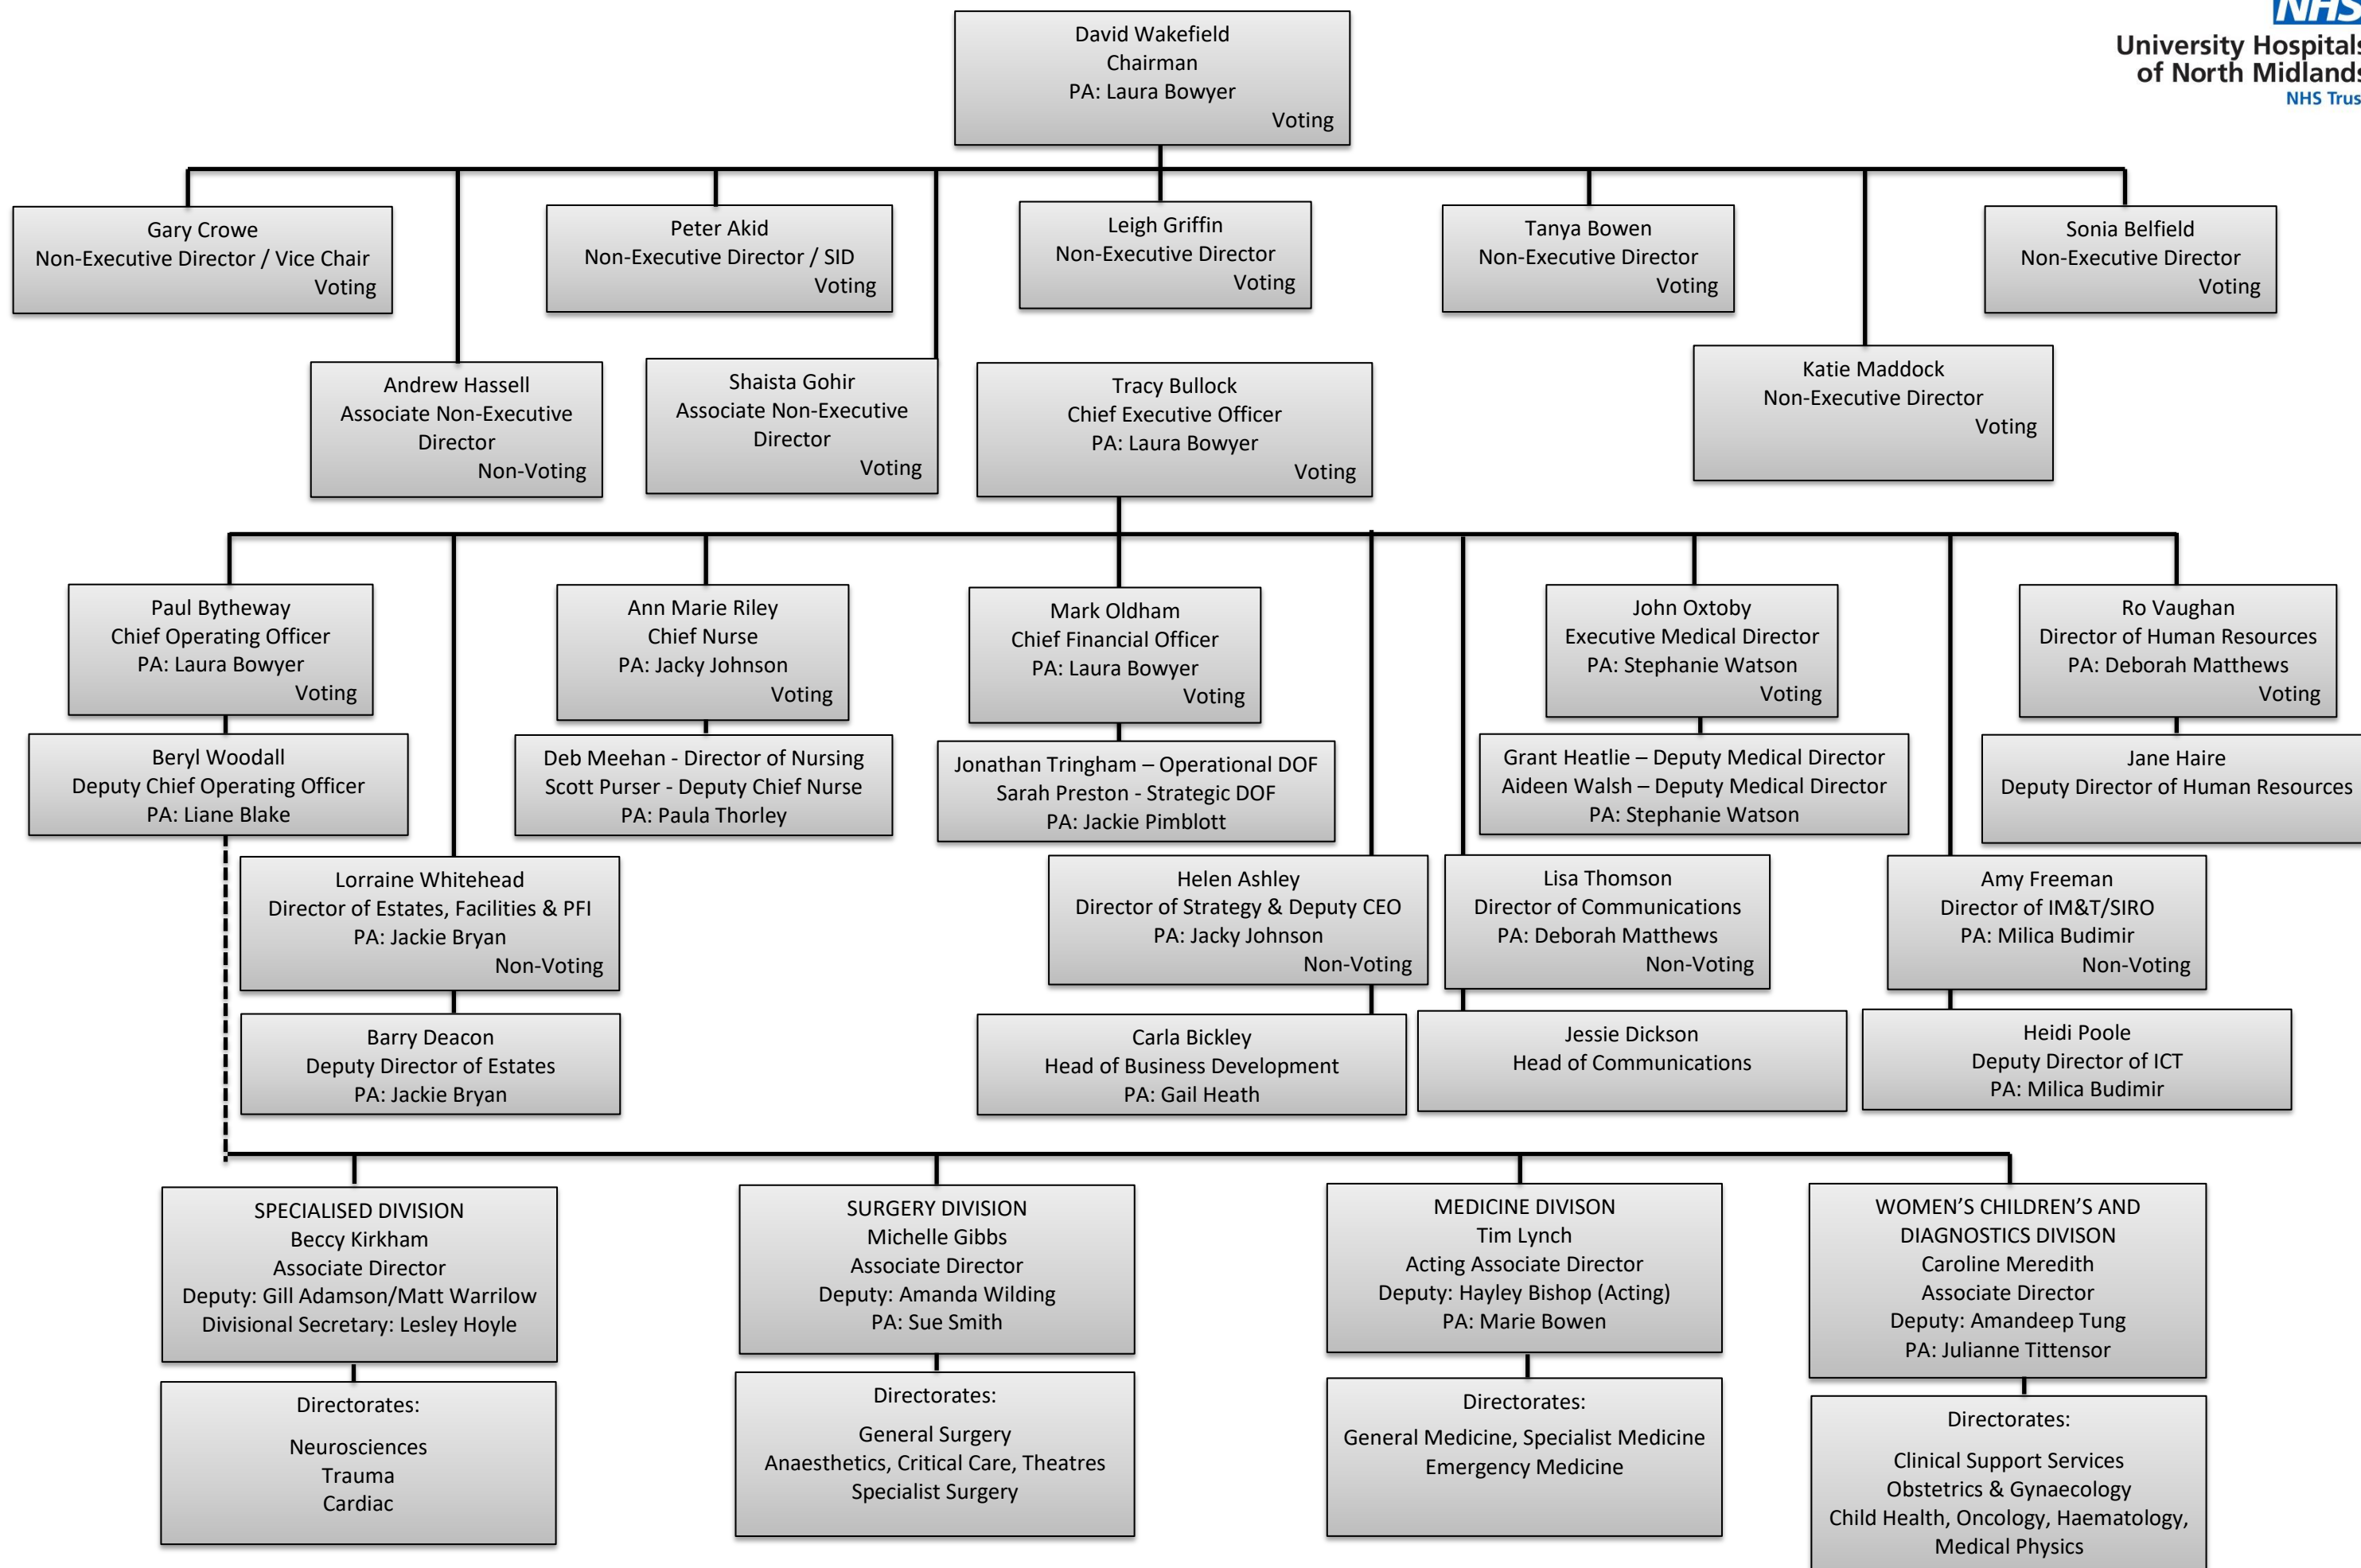 NHS
University Hospitals
of North Midlands
NHS Trus
David Wakefield
Chairman
PA: Laura Bowyer
Voting
Gary Crowe
Non-Executive Director / Vice Chair
Voting
Peter Akid
Non-Executive Director / SID
Voting
Leigh Griffin
Non-Executive Director
Voting
Tanya Bowen
Non-Executive Director
Voting
Sonia Belfield
Non-Executive Director
Voting
Andrew Hassell
Associate Non-Executive
Director
Non-Voting
Shaista Gohir
Associate Non-Executive
Director
Voting
Tracy Bullock
Chief Executive Officer
PA: Laura Bowyer
Voting
Katie Maddock
Non-Executive Director
Voting
Paul Bytheway
Chief Operating Officer
PA: Laura Bowyer
Voting
Ann Marie Riley
Chief Nurse
PA: Jacky Johnson
Voting
Mark Oldham
Chief Financial Officer
PA: Laura Bowyer
Voting
John Oxtoby
Executive Medical Director
PA: Stephanie Watson
Voting
Ro Vaughan
Director of Human Resources
PA: Deborah Matthews
Voting
Beryl Woodall
Deputy Chief Operating Officer
PA: Liane Blake
Deb Meehan - Director of Nursing
Scott Purser - Deputy Chief Nurse
PA: Paula Thorley
Jonathan Tringham – Operational DOF
Sarah Preston - Strategic DOF
PA: Jackie Pimblott
Grant Heatlie – Deputy Medical Director
Aideen Walsh – Deputy Medical Director
PA: Stephanie Watson
Jane Haire
Deputy Director of Human Resources
Lorraine Whitehead
Director of Estates, Facilities & PFI
PA: Jackie Bryan
Non-Voting
Helen Ashley
Director of Strategy & Deputy CEO
PA: Jacky Johnson
Non-Voting
Lisa Thomson
Director of Communications
PA: Deborah Matthews
Non-Voting
Amy Freeman
Director of IM&T/SIRO
PA: Milica Budimir
Non-Voting
Barry Deacon
Deputy Director of Estates
PA: Jackie Bryan
Carla Bickley
Head of Business Development
PA: Gail Heath
Jessie Dickson
Head of Communications
Heidi Poole
Deputy Director of ICT
PA: Milica Budimir
SPECIALISED DIVISION
Beccy Kirkham
Associate Director
Deputy: Gill Adamson/Matt Warrilow
Divisional Secretary: Lesley Hoyle
SURGERY DIVISION
Michelle Gibbs
Associate Director
Deputy: Amanda Wilding
PA: Sue Smith
MEDICINE DIVISON
Tim Lynch
Acting Associate Director
Deputy: Hayley Bishop (Acting)
PA: Marie Bowen
WOMEN’S CHILDREN’S AND
DIAGNOSTICS DIVISON
Caroline Meredith
Associate Director
Deputy: Amandeep Tung
PA: Julianne Tittensor
Directorates:
Neurosciences
Trauma
Cardiac
Directorates:
General Surgery
Anaesthetics, Critical Care, Theatres
Specialist Surgery
Directorates:
General Medicine, Specialist Medicine
Emergency Medicine
Directorates:
Clinical Support Services
Obstetrics & Gynaecology
Child Health, Oncology, Haematology,
Medical Physics